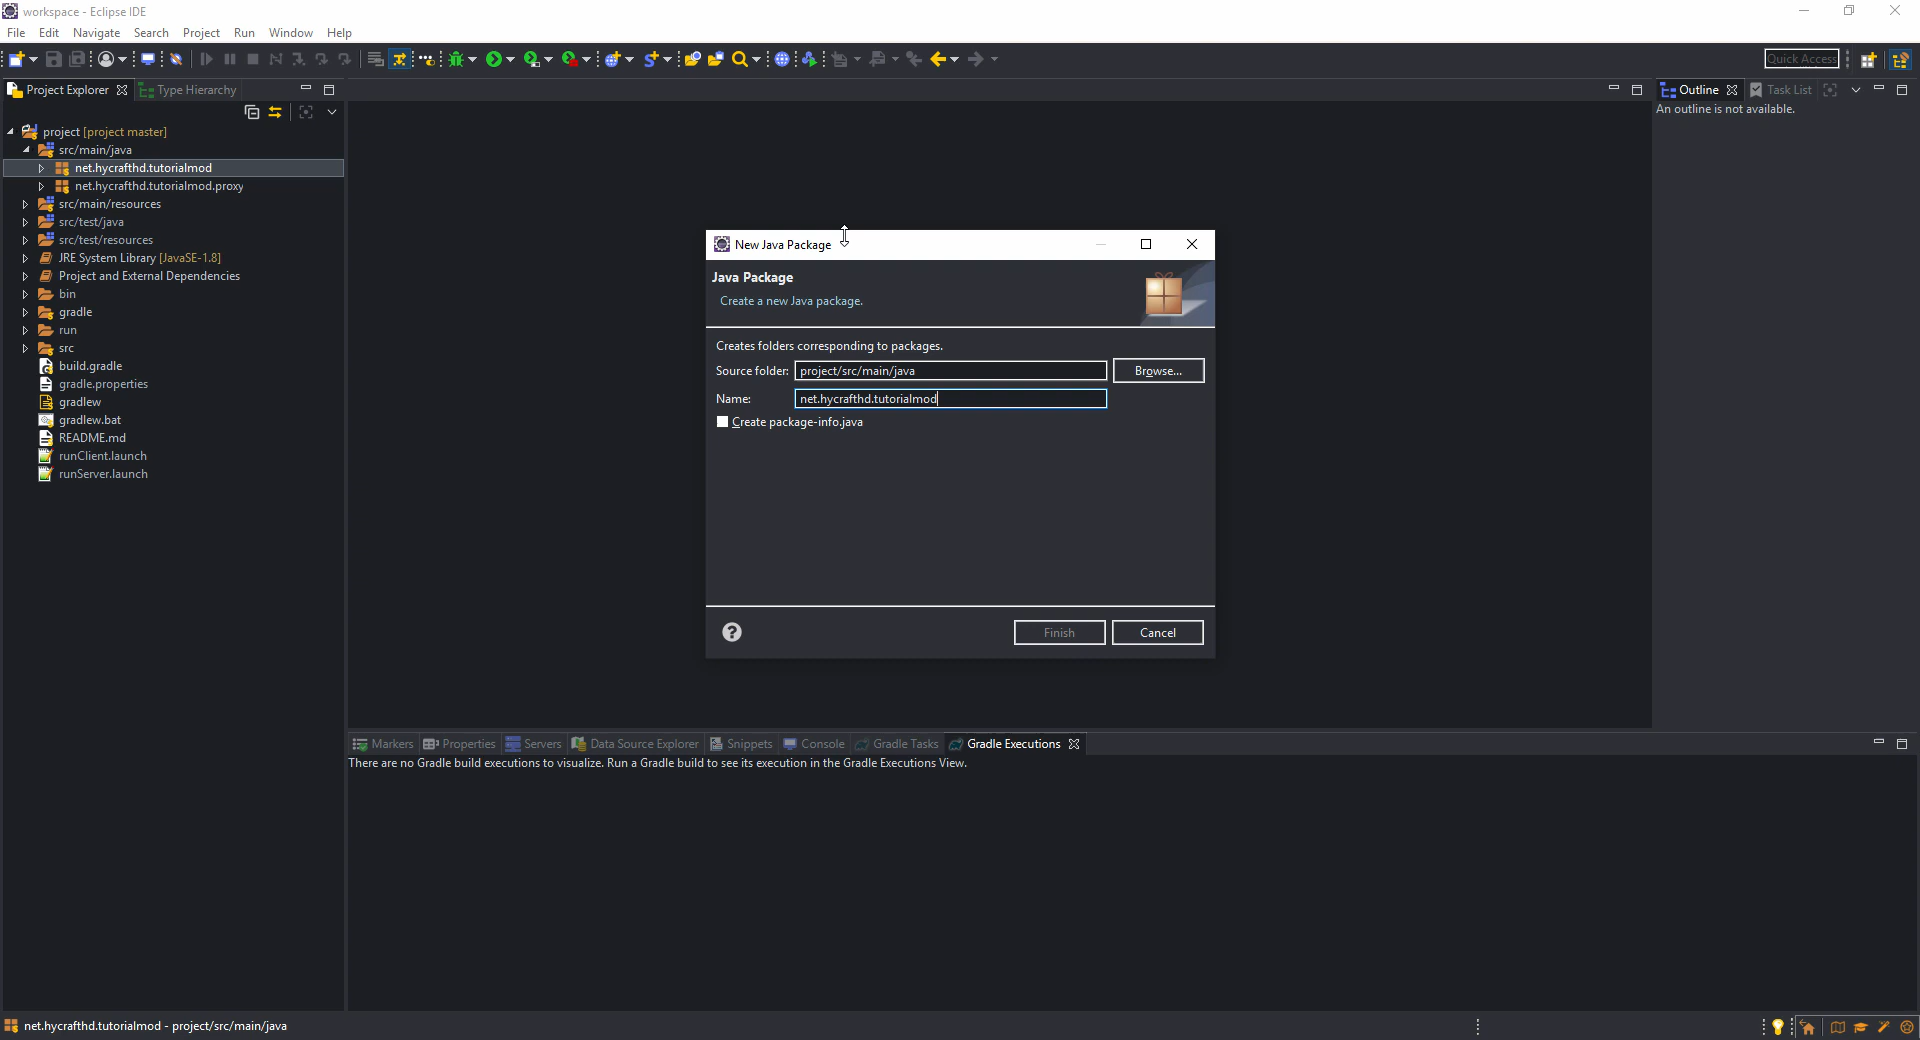 workspace - Eclipse IDE
File Edit Navigate Search Project Run Window Help
Quick Access
Project Explorer Type Hierarchy
Outline Task List
An outline is not available.
project [project master]
src/main/java
net.hycrafthd.tutorialmod
net.hycrafthd.tutorialmod.proxy
src/main/resources
src/test/java
src/test/resources
JRE System Library [JavaSE-1.8]
Project and External Dependencies
bin
gradle
run
src
build.gradle
gradle.properties
gradlew
gradlew.bat
README.md
runClient.launch
runServer.launch
New Java Package
Java Package
Create a new Java package.
Creates folders corresponding to packages.
Source folder: project/src/main/java Browse...
Name: net.hycrafthd.tutorialmod
Create package-info.java
? Finish Cancel
Markers Properties Servers Data Source Explorer Snippets Console Gradle Tasks Gradle Executions
There are no Gradle build executions to visualize. Run a Gradle build to see its execution in the Gradle Executions View.
net.hycrafthd.tutorialmod - project/src/main/java